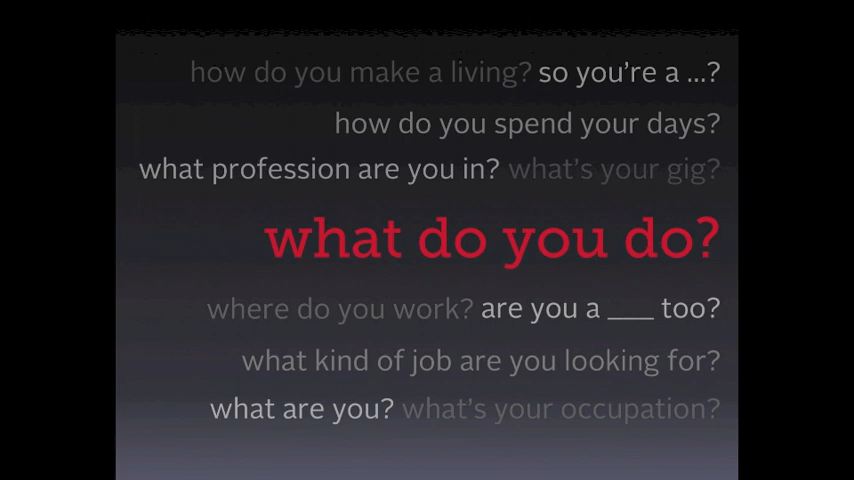 how do you make a living? so you're a ...?
how do you spend your days?
what profession are you in? what's your gig?
what do you do?
where do you work? are you a ___ too?
what kind of job are you looking for?
what are you? what's your occupation?